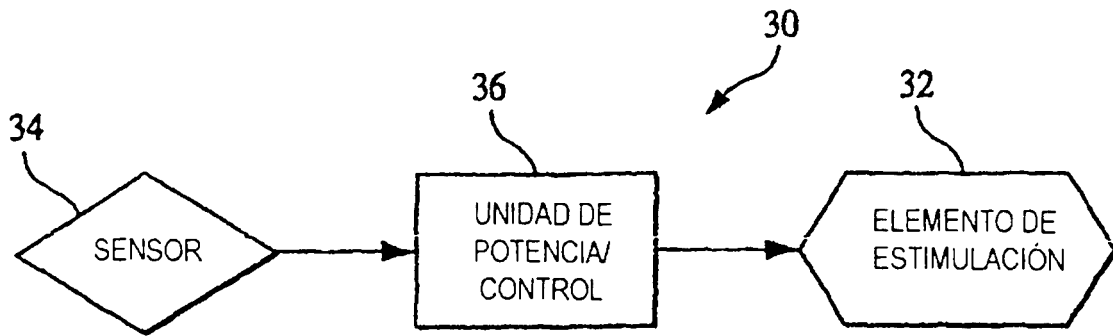 30
36
32
34
SENSOR
UNIDAD DE
POTENCIA/
CONTROL
ELEMENTO DE
ESTIMULACIÓN